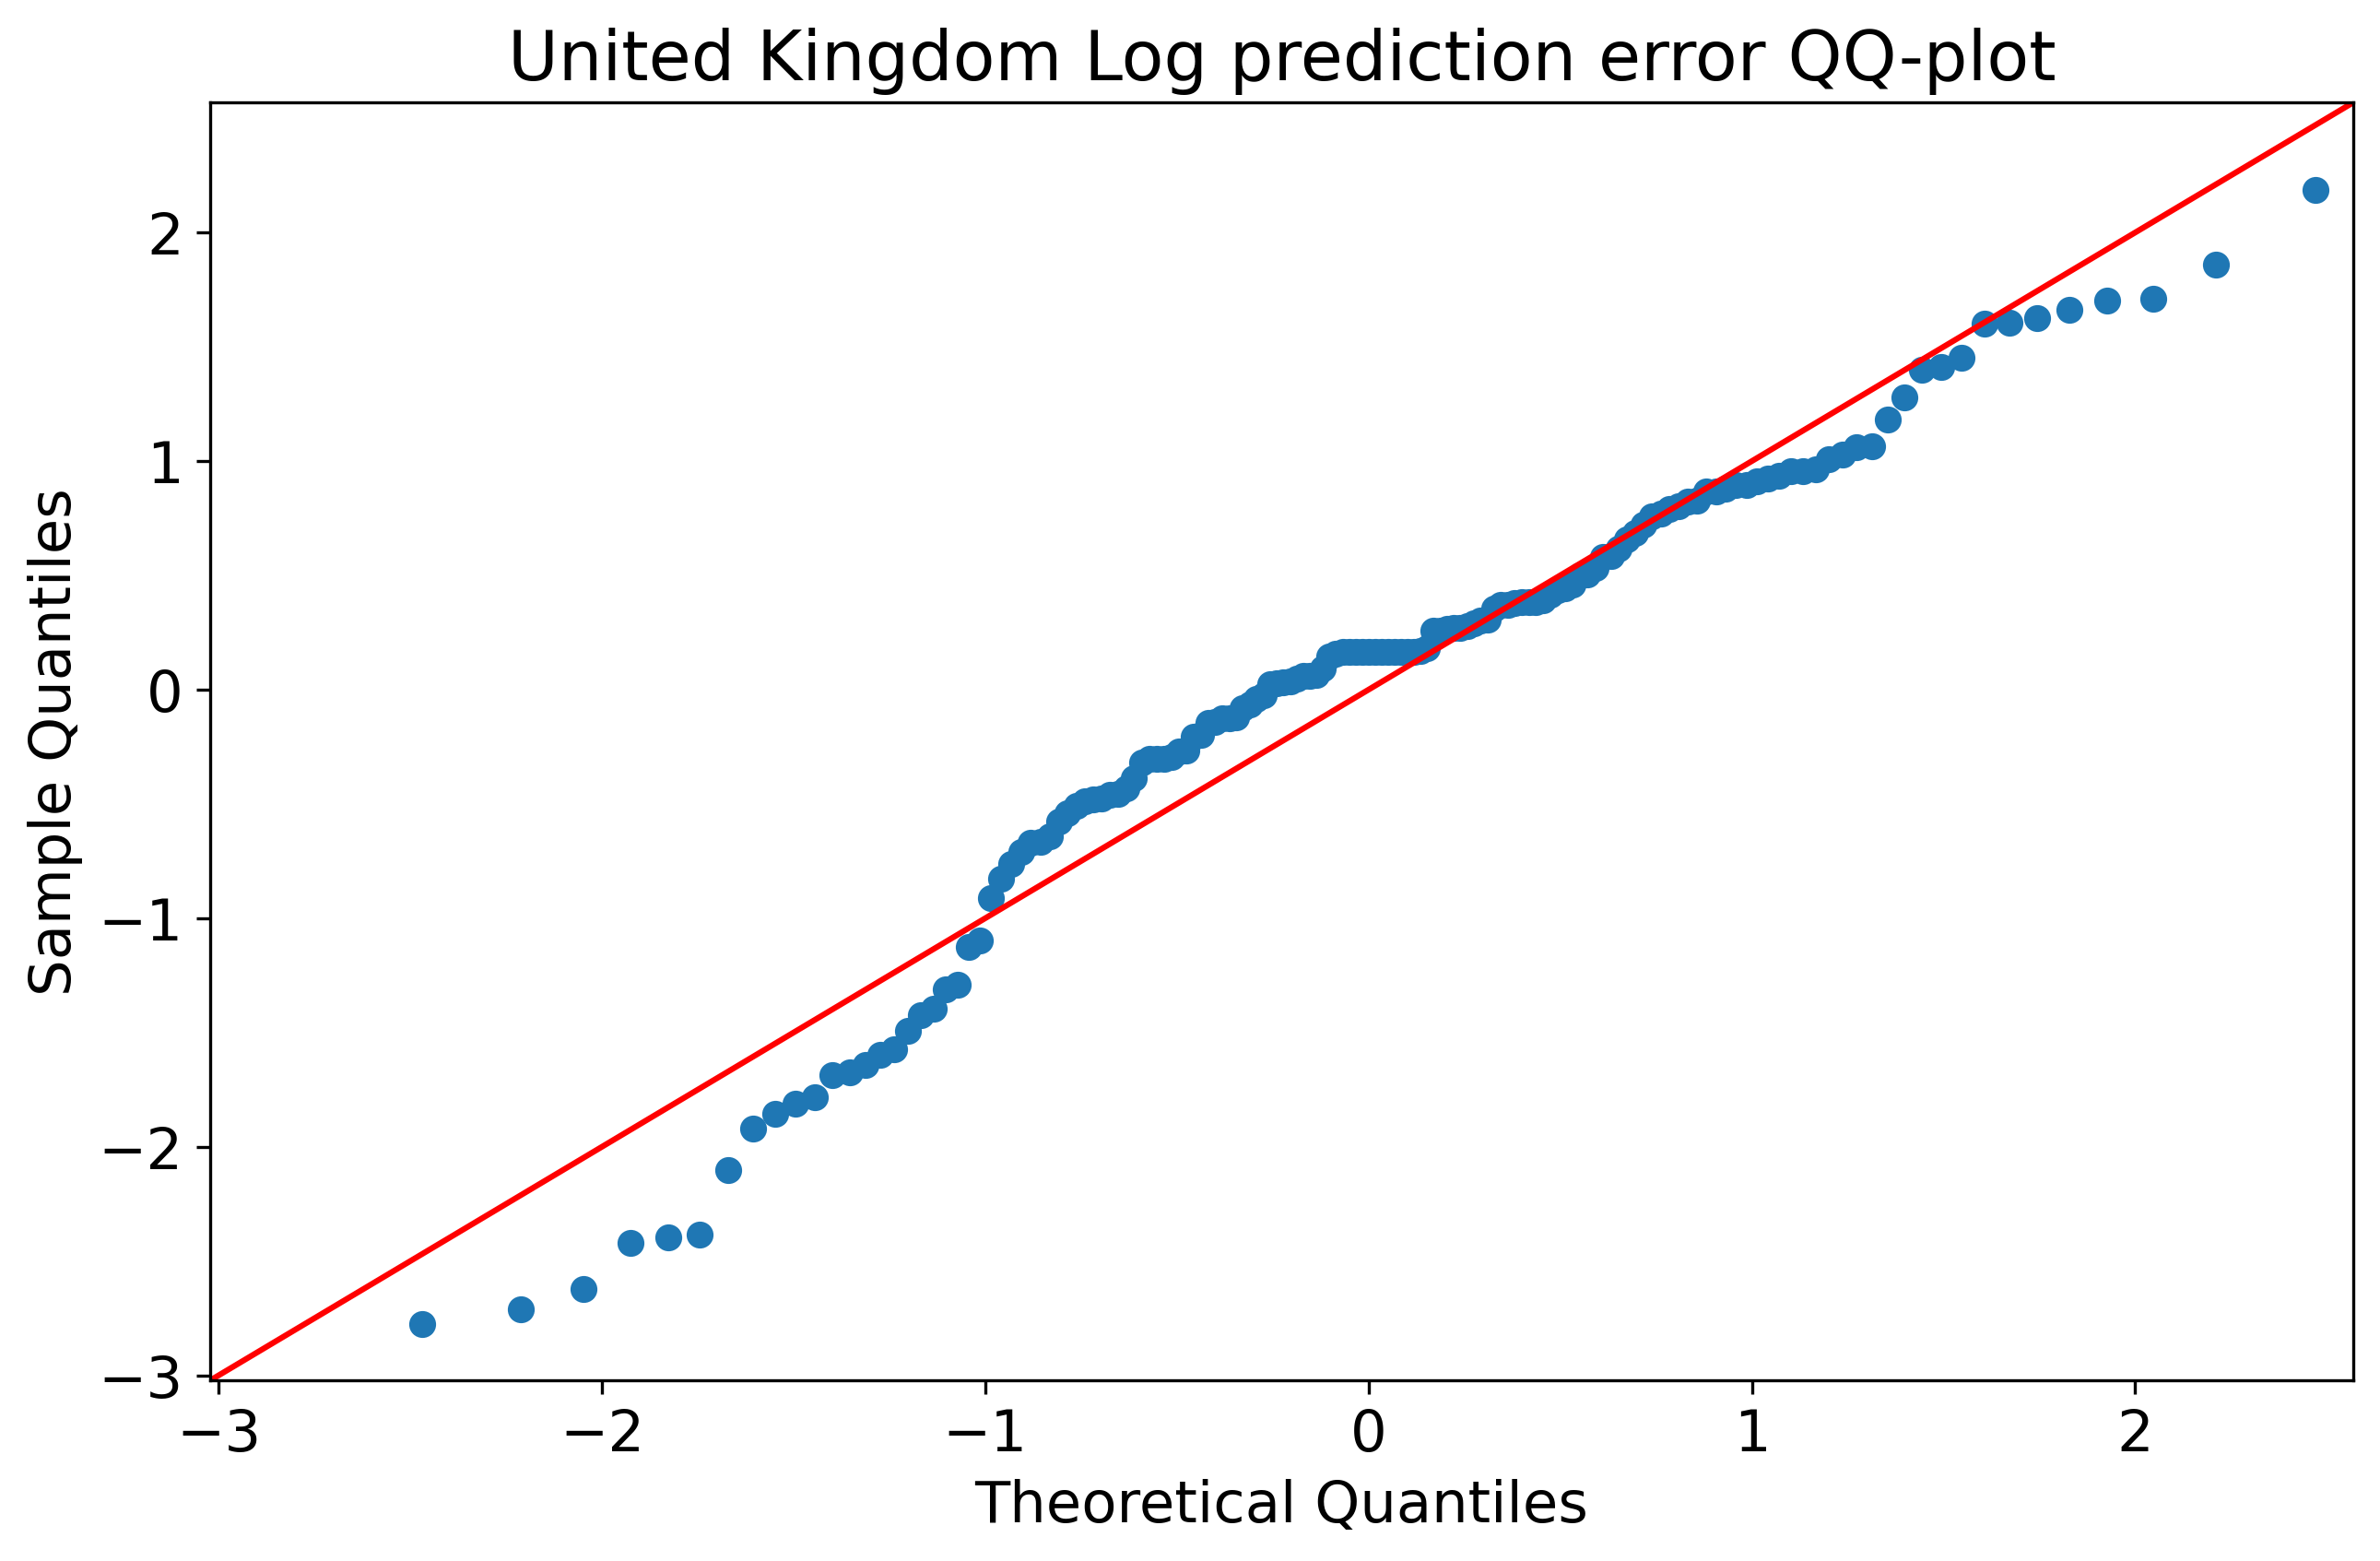 United Kingdom Log prediction error QQ-plot
2
1
0
−1
−2
−3
Sample Quantiles
−3 −2 −1 0 1 2
Theoretical Quantiles